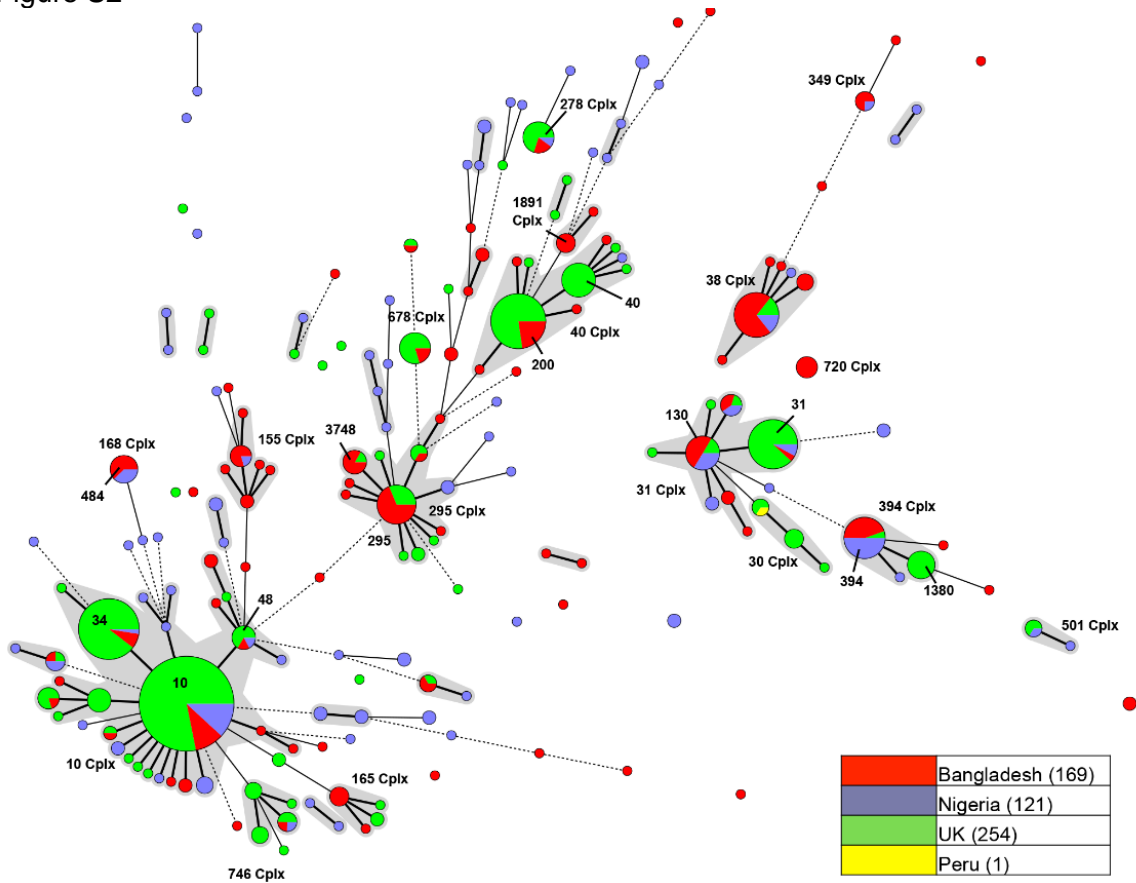 349 Cplx
278 Cplx
1891
Cplx
38 Cplx
40
678 Cplx
40 Cplx
200
720 Cplx
31
130
155 Cplx
3748
168 Cplx
484
31 Cplx
295 Cplx
394 Cplx
295
30 Cplx
394
1380
48
34
501 Cplx
10
10 Cplx
165 Cplx
746 Cplx
Bangladesh (169)
Nigeria (121)
UK (254)
Peru (1)